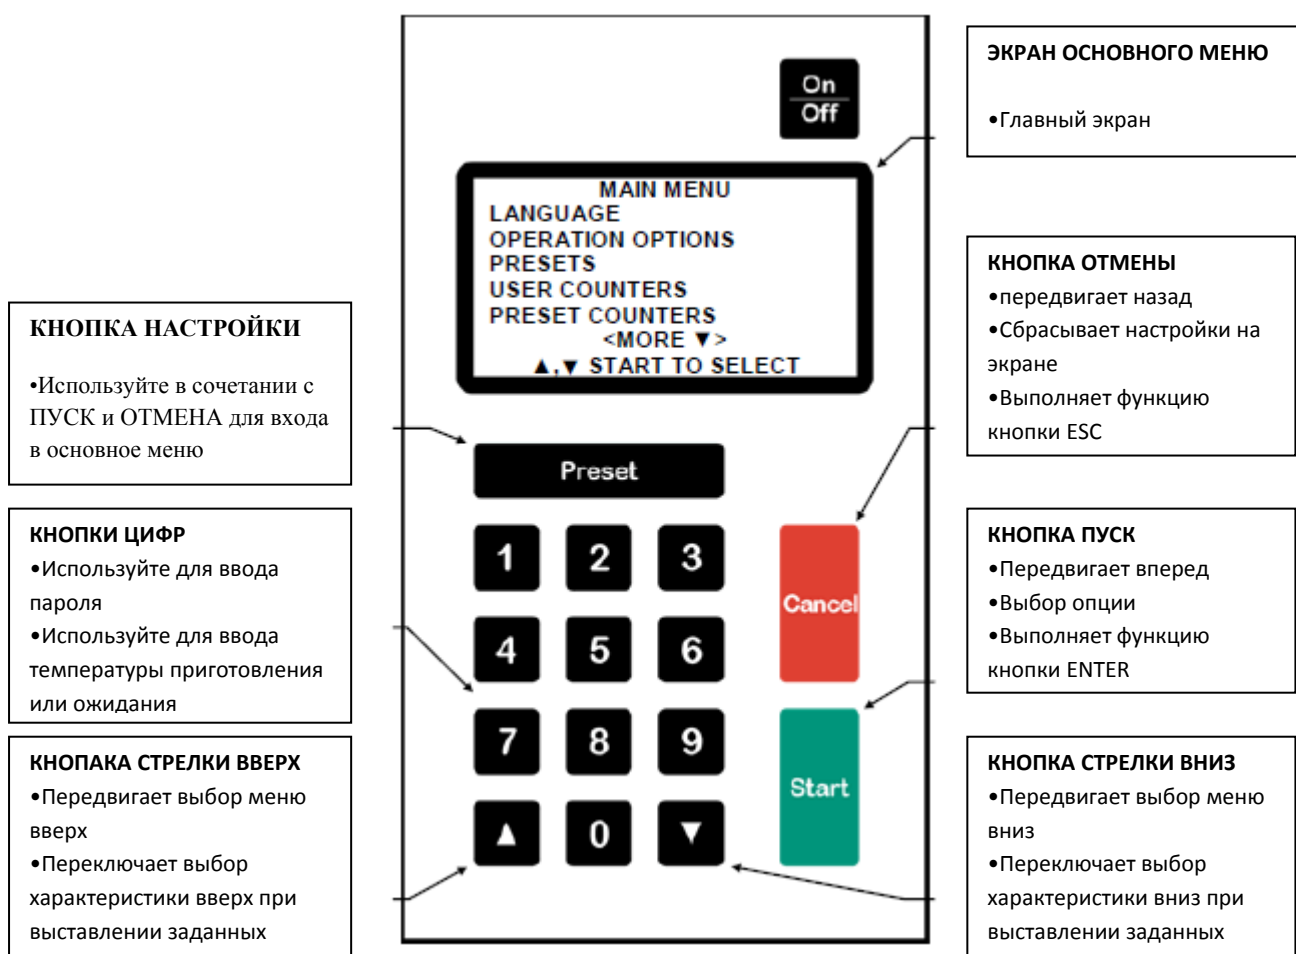 On
Off
MAIN MENU
LANGUAGE
OPERATION OPTIONS
PRESETS
USER COUNTERS
PRESET COUNTERS
<MORE ▼>
▲,▼ START TO SELECT
Preset
1 2 3
4 5 6
7 8 9
▲ 0 ▼
Cancel
Start
КНОПКА НАСТРОЙКИ
•Используйте в сочетании с
ПУСК и ОТМЕНА для входа
в основное меню
КНОПКИ ЦИФР
•Используйте для ввода
пароля
•Используйте для ввода
температуры приготовления
или ожидания
КНОПАКА СТРЕЛКИ ВВЕРХ
•Передвигает выбор меню
вверх
•Переключает выбор
характеристики вверх при
выставлении заданных
ЭКРАН ОСНОВНОГО МЕНЮ
•Главный экран
КНОПКА ОТМЕНЫ
•передвигает назад
•Сбрасывает настройки на
экране
•Выполняет функцию
кнопки ESC
КНОПКА ПУСК
•Передвигает вперед
•Выбор опции
•Выполняет функцию
кнопки ENTER
КНОПКА СТРЕЛКИ ВНИЗ
•Передвигает выбор меню
вниз
•Переключает выбор
характеристики вниз при
выставлении заданных